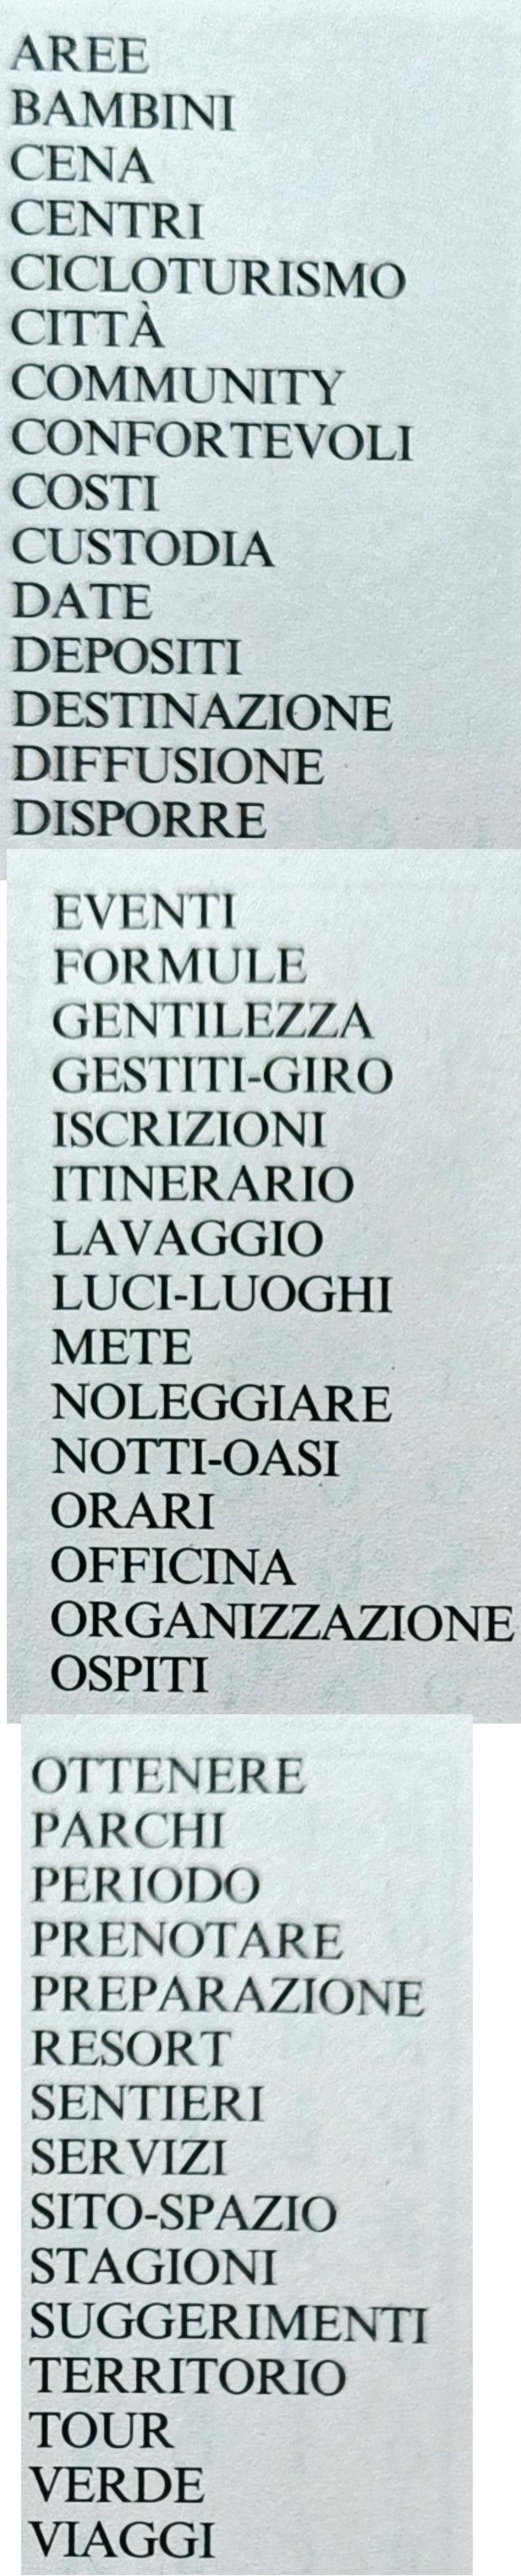 AREE
BAMBINI
CENA
CENTRI
CICLOTURISMO
CITTÀ
COMMUNITY
CONFORTEVOLI
COSTI
CUSTODIA
DATE
DEPOSITI
DESTINAZIONE
DIFFUSIONE
DISPORRE
EVENTI
FORMULE
GENTILEZZA
GESTITI-GIRO
ISCRIZIONI
ITINERARIO
LAVAGGIO
LUCI-LUOGHI
METE
NOLEGGIARE
NOTTI-OASI
ORARI
OFFICINA
ORGANIZZAZIONE
OSPITI
OTTENERE
PARCHI
PERIODO
PRENOTARE
PREPARAZIONE
RESORT
SENTIERI
SERVIZI
SITO-SPAZIO
STAGIONI
SUGGERIMENTI
TERRITORIO
TOUR
VERDE
VIAGGI